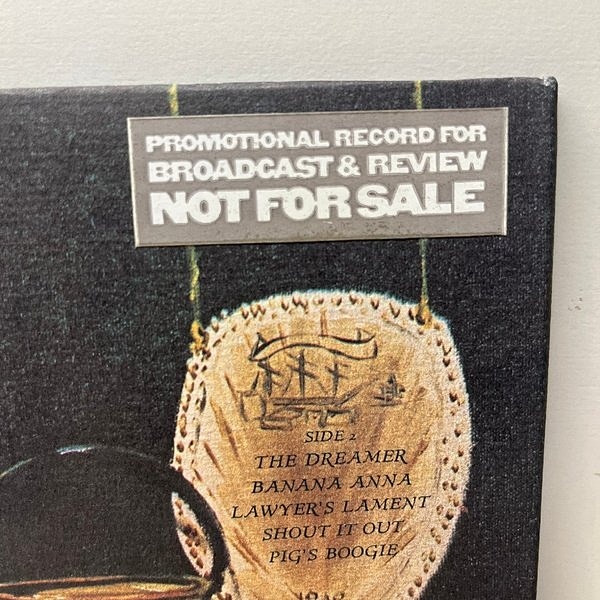 PROMOTIONAL RECORD FOR
BROADCAST & REVIEW
NOT FOR SALE
SIDE 2
THE DREAMER
BANANA ANNA
LAWYER'S LAMENT
SHOUT IT OUT
PIG'S BOOGIE